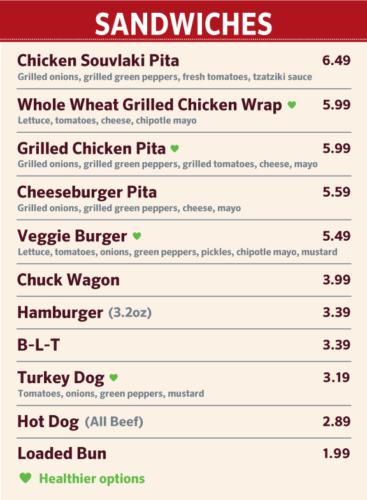 SANDWICHES
Chicken Souvlaki Pita 6.49
Grilled onions, grilled green peppers, fresh tomatoes, tzatziki sauce
Whole Wheat Grilled Chicken Wrap 5.99
Lettuce, tomatoes, cheese, chipotle mayo
Grilled Chicken Pita 5.99
Grilled onions, grilled green peppers, grilled tomatoes, cheese, mayo
Cheeseburger Pita 5.59
Grilled onions, grilled green peppers, cheese, mayo
Veggie Burger 5.49
Lettuce, tomatoes, onions, green peppers, pickles, chipotle mayo, mustard
Chuck Wagon 3.99
Hamburger (3.2oz) 3.39
B-L-T 3.39
Turkey Dog 3.19
Tomatoes, onions, green peppers, mustard
Hot Dog (All Beef) 2.89
Loaded Bun 1.99
Healthier options